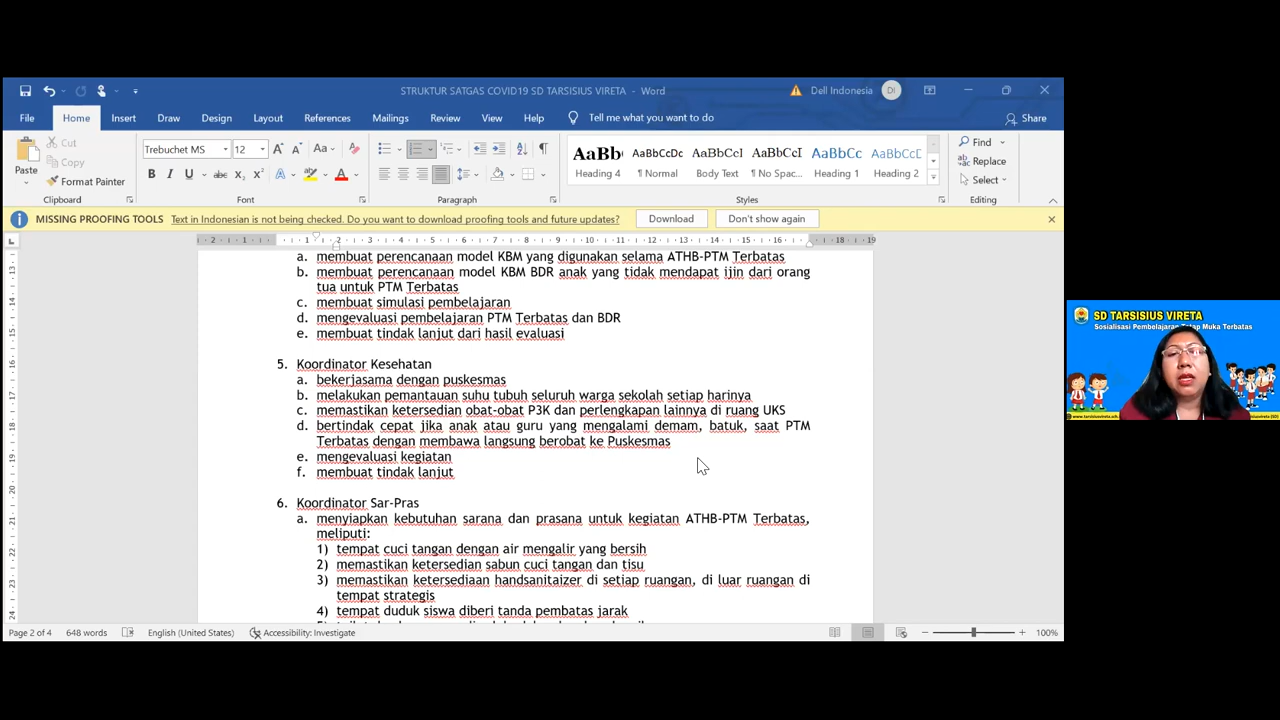 STRUKTUR SATGAS COVID19 SD TARSISIUS VIRETA - Word
Dell Indonesia
DI
File Home Insert Draw Design Layout References Mailings Review View Help Tell me what you want to do
Share
Paste
Cut
Copy
Format Painter
Clipboard
Trebuchet MS 12
Font
Paragraph
AaBb( AaBbCcDc AaBbCcI AaBbCcI AaBbCc AaBbCcI
Heading 4 ¶ Normal Body Text ¶ No Spac... Heading 1 Heading 2
Styles
Find
Replace
Select
Editing
MISSING PROOFING TOOLS Text in Indonesian is not being checked. Do you want to download proofing tools and future updates? Download Don't show again
a. membuat perencanaan model KBM yang digunakan selama ATHB-PTM Terbatas
b. membuat perencanaan model KBM BDR anak yang tidak mendapat ijin dari orang
tua untuk PTM Terbatas
c. membuat simulasi pembelajaran
d. mengevaluasi pembelajaran PTM Terbatas dan BDR
e. membuat tindak lanjut dari hasil evaluasi
5. Koordinator Kesehatan
a. bekerjasama dengan puskesmas
b. melakukan pemantauan suhu tubuh seluruh warga sekolah setiap harinya
c. memastikan ketersedian obat-obat P3K dan perlengkapan lainnya di ruang UKS
d. bertindak cepat jika anak atau guru yang mengalami demam, batuk, saat PTM
Terbatas dengan membawa langsung berobat ke Puskesmas
e. mengevaluasi kegiatan
f. membuat tindak lanjut
6. Koordinator Sar-Pras
a. menyiapkan kebutuhan sarana dan prasana untuk kegiatan ATHB-PTM Terbatas,
meliputi:
1) tempat cuci tangan dengan air mengalir yang bersih
2) memastikan ketersedian sabun cuci tangan dan tisu
3) memastikan ketersediaan handsanitaizer di setiap ruangan, di luar ruangan di
tempat strategis
4) tempat duduk siswa diberi tanda pembatas jarak
Page 2 of 4 648 words English (United States) Accessibility: Investigate 100%
SD TARSISIUS VIRETA
Sosialisasi Pembelajaran Tatap Muka Terbatas